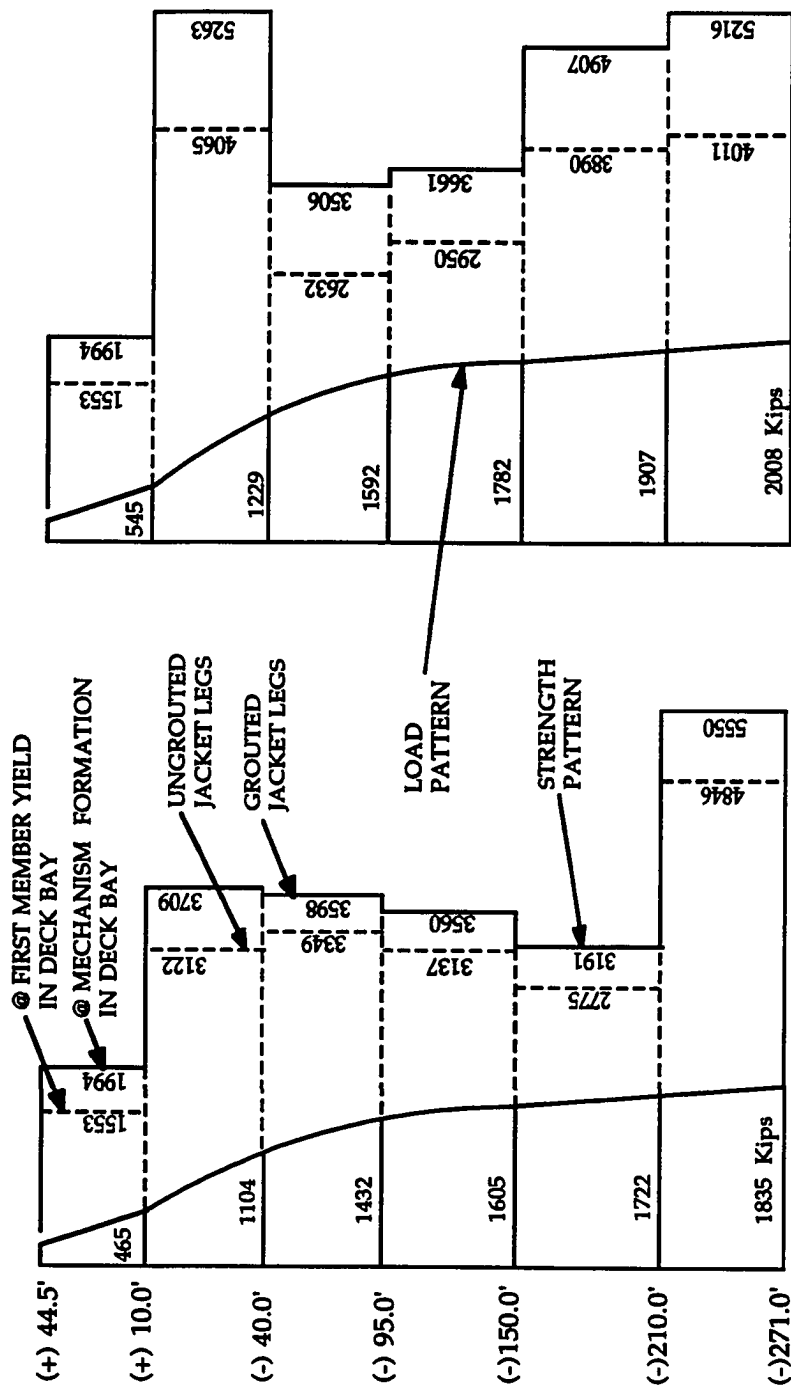 (+) 44.5'
(+) 10.0'
(-) 40.0'
(-) 95.0'
(-)150.0'
(-)210.0'
(-)271.0'
@ FIRST MEMBER YIELD
IN DECK BAY
@ MECHANISM FORMATION
IN DECK BAY
UNGROUTED
JACKET LEGS
GROUTED
JACKET LEGS
LOAD
PATTERN
STRENGTH
PATTERN
1553
1994
465
3122
3709
1104
3349
3598
1432
3137
3560
1605
2775
3191
1722
4846
5550
1835 Kips
1553
1994
545
4065
5263
1229
2632
3506
1592
2950
3661
1782
3890
4907
1907
4011
5216
2008 Kips